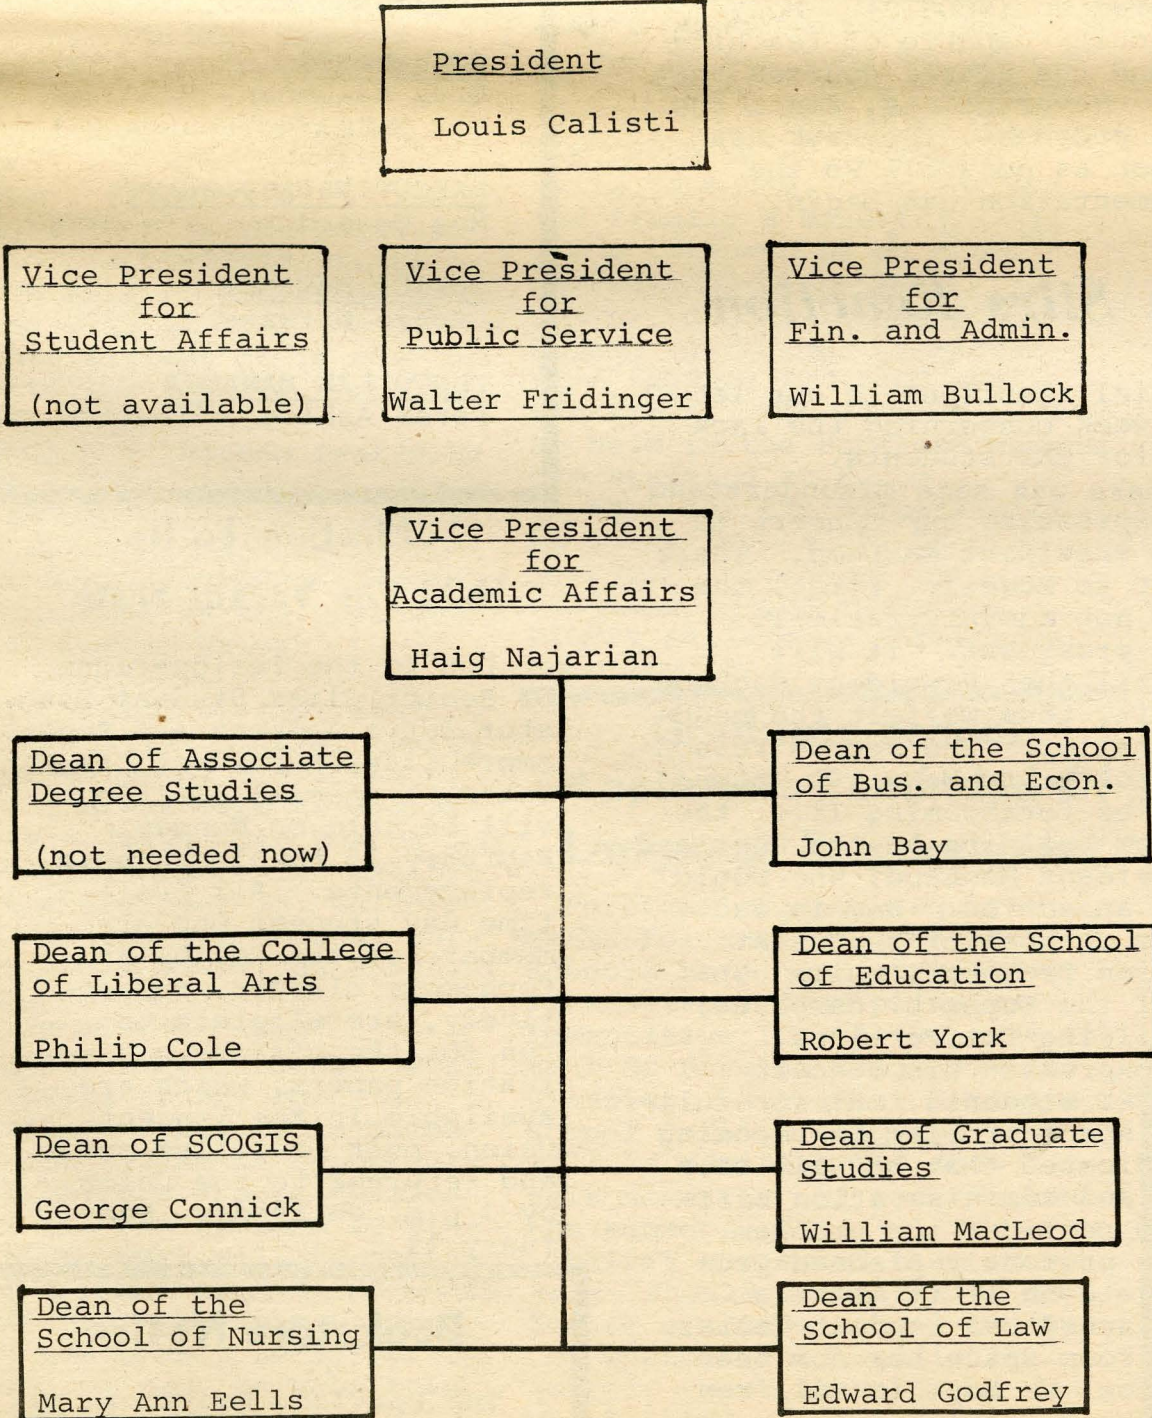 President
Louis Calisti
Vice President
for
Student Affairs
(not available)
Vice President
for
Public Service
Walter Fridinger
Vice President
for
Fin. and Admin.
William Bullock
Vice President
for
Academic Affairs
Haig Najarian
Dean of Associate
Degree Studies
(not needed now)
Dean of the School
of Bus. and Econ.
John Bay
Dean of the College
of Liberal Arts
Philip Cole
Dean of the School
of Education
Robert York
Dean of SCOGIS
George Connick
Dean of Graduate
Studies
William MacLeod
Dean of the
School of Nursing
Mary Ann Eells
Dean of the
School of Law
Edward Godfrey